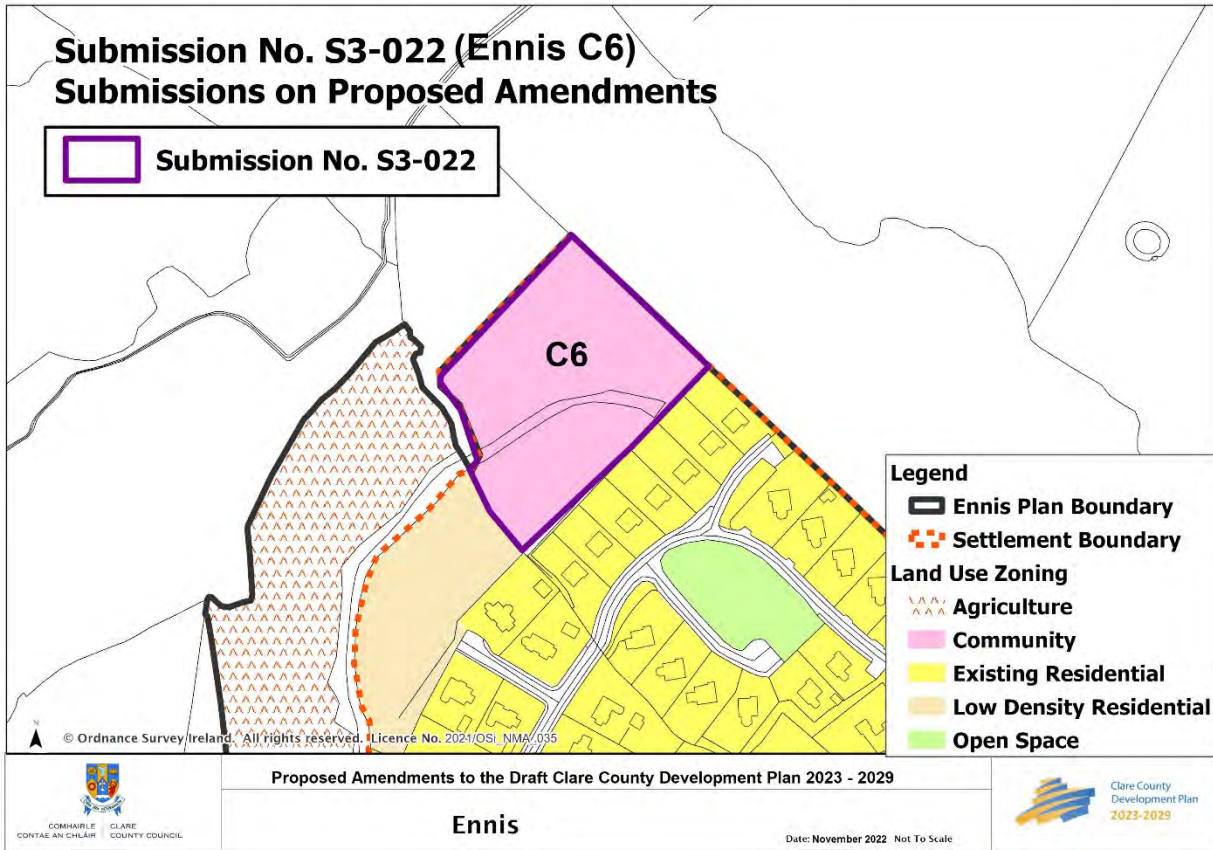 Submission No. S3-022 (Ennis C6)
Submissions on Proposed Amendments
Submission No. S3-022
C6
Legend
Ennis Plan Boundary
Settlement Boundary
Land Use Zoning
Agriculture
Community
Existing Residential
Low Density Residential
Open Space
N
© Ordnance Survey Ireland. All rights reserved. Licence No. 2021/OSi_NMA_035
COMHAIRLE
CONTAE AN CHLÁIR
CLARE
COUNTY COUNCIL
Proposed Amendments to the Draft Clare County Development Plan 2023 - 2029
Ennis
Date: November 2022 Not To Scale
Clare County
Development Plan
2023-2029